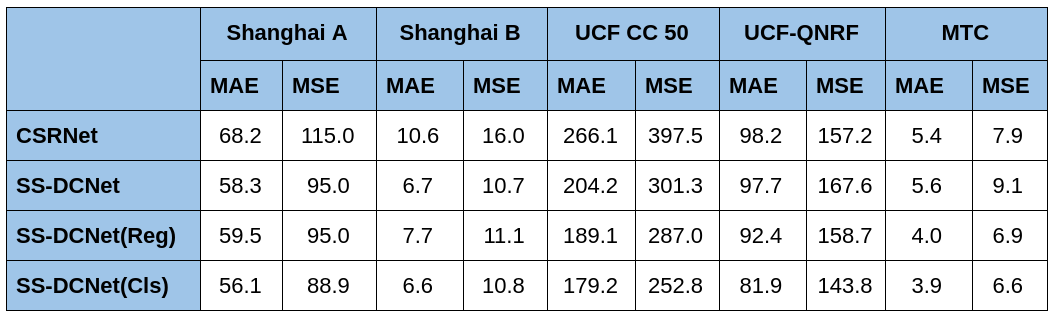 Shanghai A Shanghai B UCF CC 50 UCF-QNRF MTC
MAE MSE MAE MSE MAE MSE MAE MSE MAE MSE
CSRNet 68.2 115.0 10.6 16.0 266.1 397.5 98.2 157.2 5.4 7.9
SS-DCNet 58.3 95.0 6.7 10.7 204.2 301.3 97.7 167.6 5.6 9.1
SS-DCNet(Reg) 59.5 95.0 7.7 11.1 189.1 287.0 92.4 158.7 4.0 6.9
SS-DCNet(Cls) 56.1 88.9 6.6 10.8 179.2 252.8 81.9 143.8 3.9 6.6